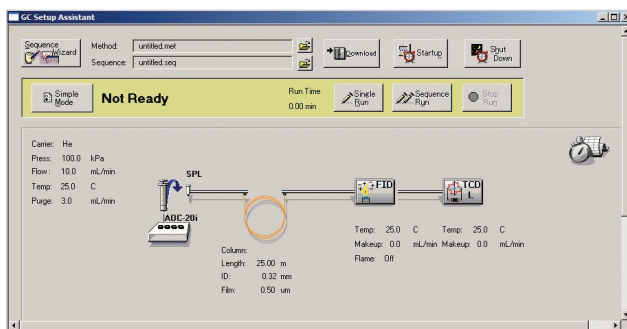 GC Setup Assistant
Sequence Wizard
Method: untitled.met
Sequence: untitled.seq
Download
Startup
Shut Down
Simple Mode
Not Ready
Run Time
0.00 min
Single Run
Sequence Run
Stop Run
Carrier: He
Press: 100.0 kPa
Flow: 10.0 mL/min
Temp: 25.0 C
Purge: 3.0 mL/min
SPL
AOC-20i
Column:
Length: 25.00 m
ID: 0.32 mm
Film: 0.50 um
FID
Temp: 25.0 C
Makeup: 0.0 mL/min
Flame: Off
TCD
L
Temp: 25.0 C
Makeup: 0.0 mL/min